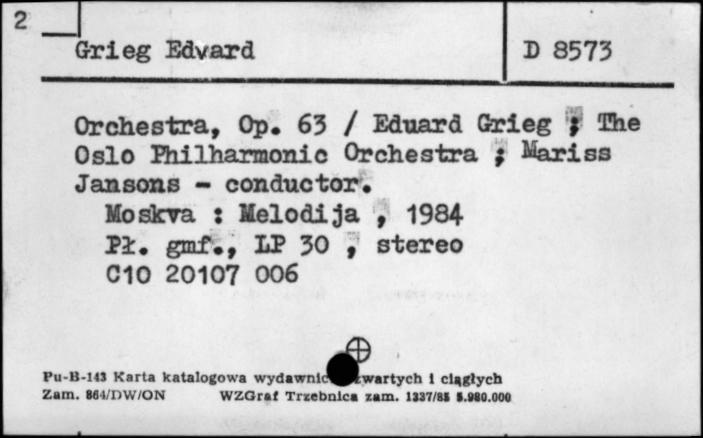 2
Grieg Edvard D 8573
Orchestra, Op. 63 / Eduard Grieg ; The
Oslo Philharmonic Orchestra ; Mariss
Jansons - conductor.
Moskva : Melodija , 1984
Pł. gmf., LP 30 , stereo
C10 20107 006
Pu-B-143 Karta katalogowa wydawnic zwartych i ciągłych
Zam. 864/DW/ON WZGraf Trzebnica zam. 1337/85 5.980.000